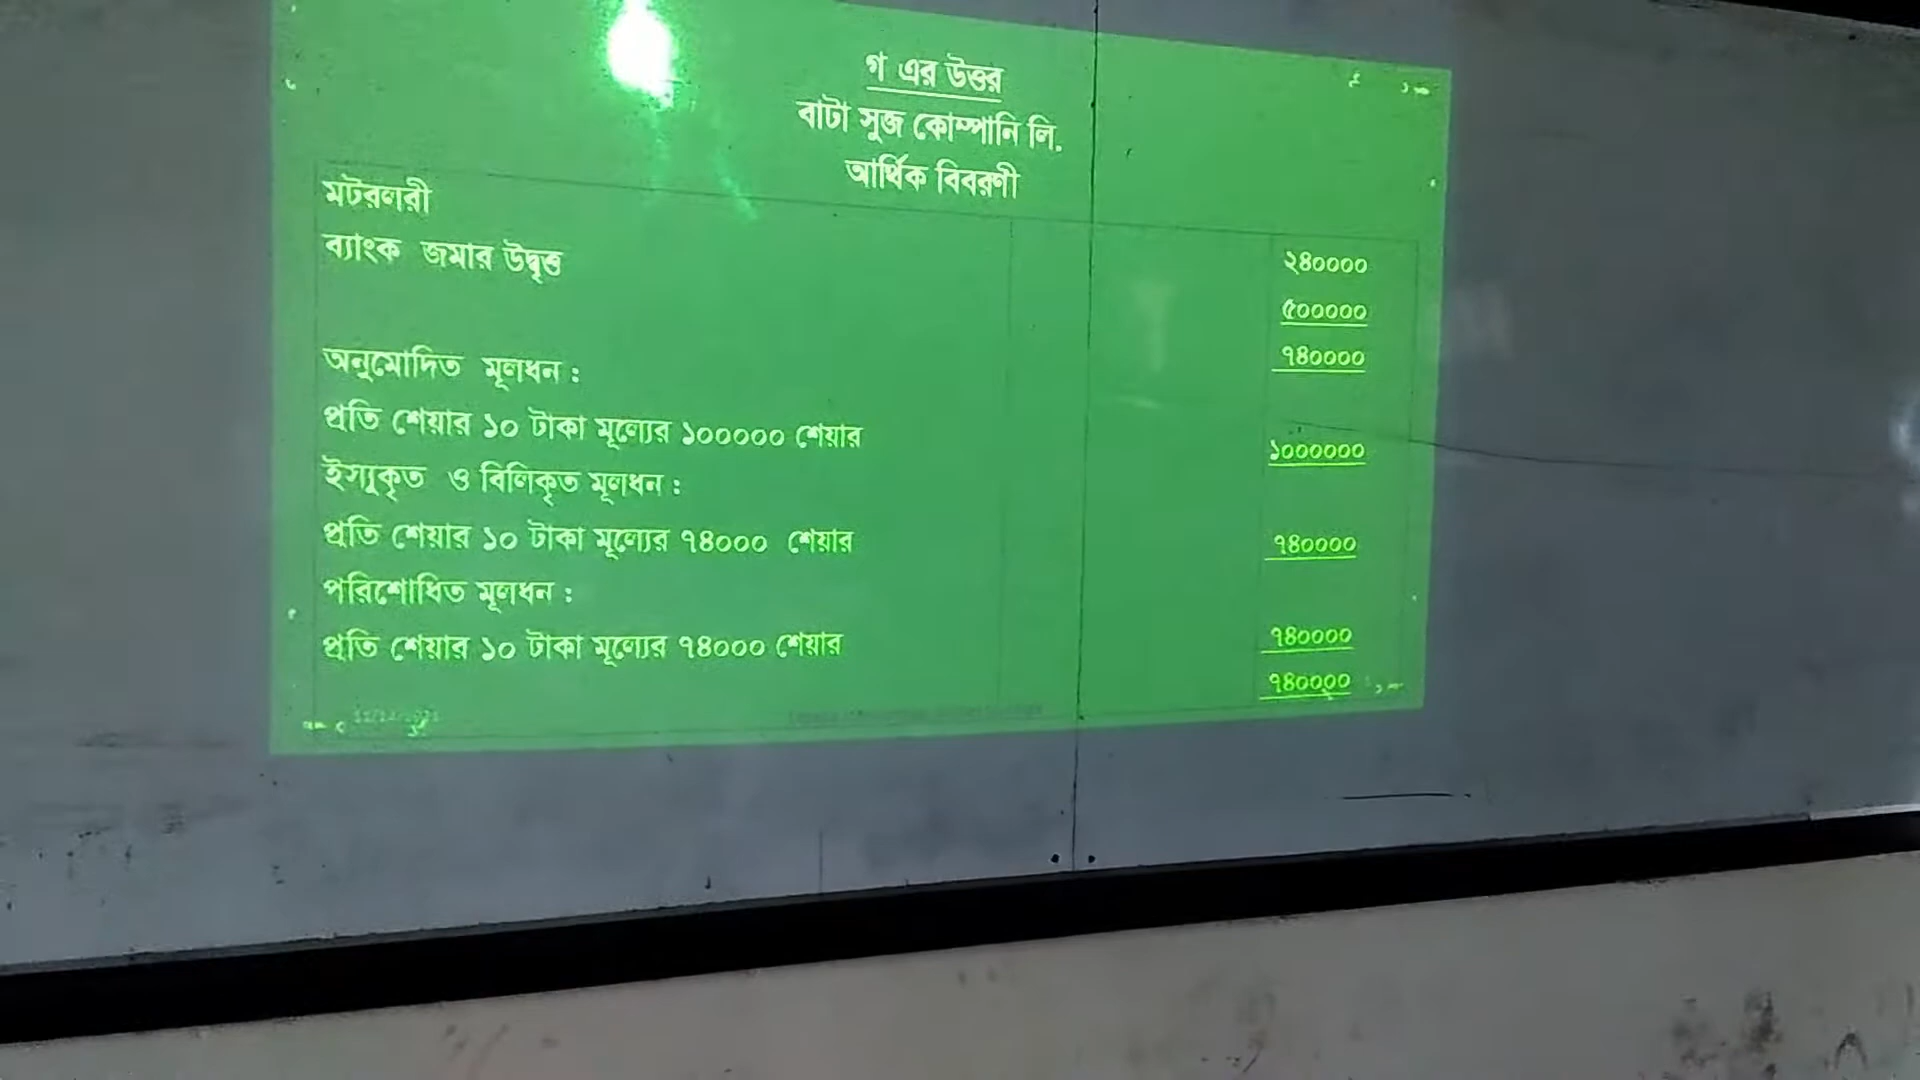 গ এর উত্তর
বাটা সুজ কোম্পানি লি.
আর্থিক বিবরণী
মটরলরী
ব্যাংক জমার উদ্বৃত্ত ২৪০০০০
৫০০০০০
৭৪০০০০
অনুমোদিত মূলধন :
প্রতি শেয়ার ১০ টাকা মূল্যের ১০০০০০ শেয়ার ১০০০০০০
ইস্যুকৃত ও বিলিকৃত মূলধন :
প্রতি শেয়ার ১০ টাকা মূল্যের ৭৪০০০ শেয়ার ৭৪০০০০
পরিশোধিত মূলধন :
প্রতি শেয়ার ১০ টাকা মূল্যের ৭৪০০০ শেয়ার ৭৪০০০০
৭৪০০০০